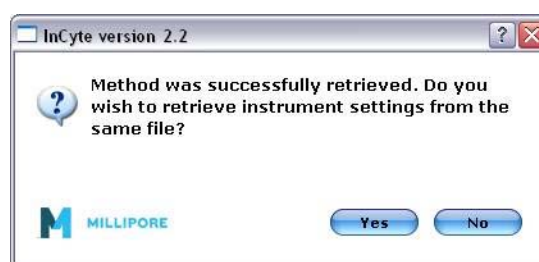 InCyte version 2.2
Method was successfully retrieved. Do you
wish to retrieve instrument settings from the
same file?
MILLIPORE
Yes No